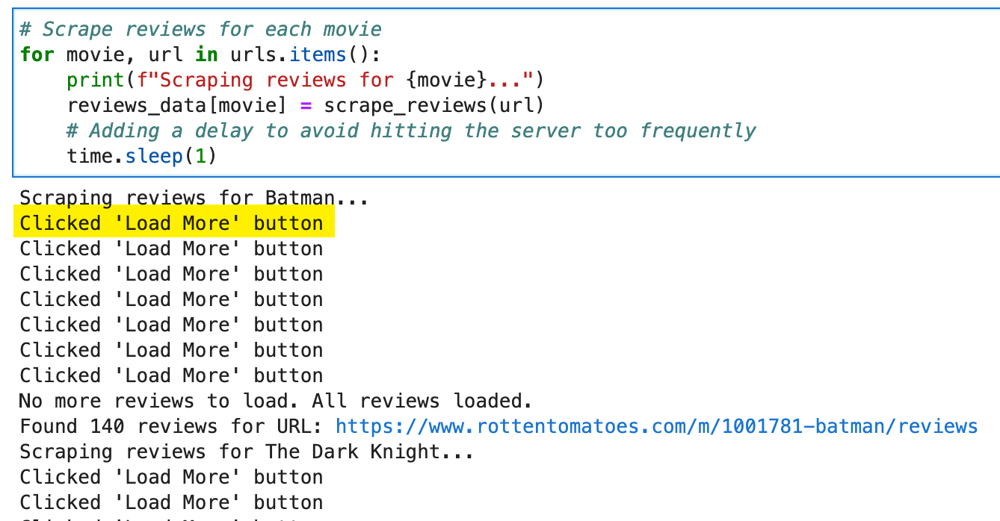 # Scrape reviews for each movie
for movie, url in urls.items():
    print(f"Scraping reviews for {movie}...")
    reviews_data[movie] = scrape_reviews(url)
    # Adding a delay to avoid hitting the server too frequently
    time.sleep(1)
Scraping reviews for Batman...
Clicked 'Load More' button
Clicked 'Load More' button
Clicked 'Load More' button
Clicked 'Load More' button
Clicked 'Load More' button
Clicked 'Load More' button
Clicked 'Load More' button
No more reviews to load. All reviews loaded.
Found 140 reviews for URL: https://www.rottentomatoes.com/m/1001781-batman/reviews
Scraping reviews for The Dark Knight...
Clicked 'Load More' button
Clicked 'Load More' button